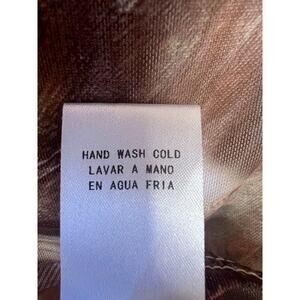 HAND WASH COLD
LAVAR A MANO
EN AGUA FRIA